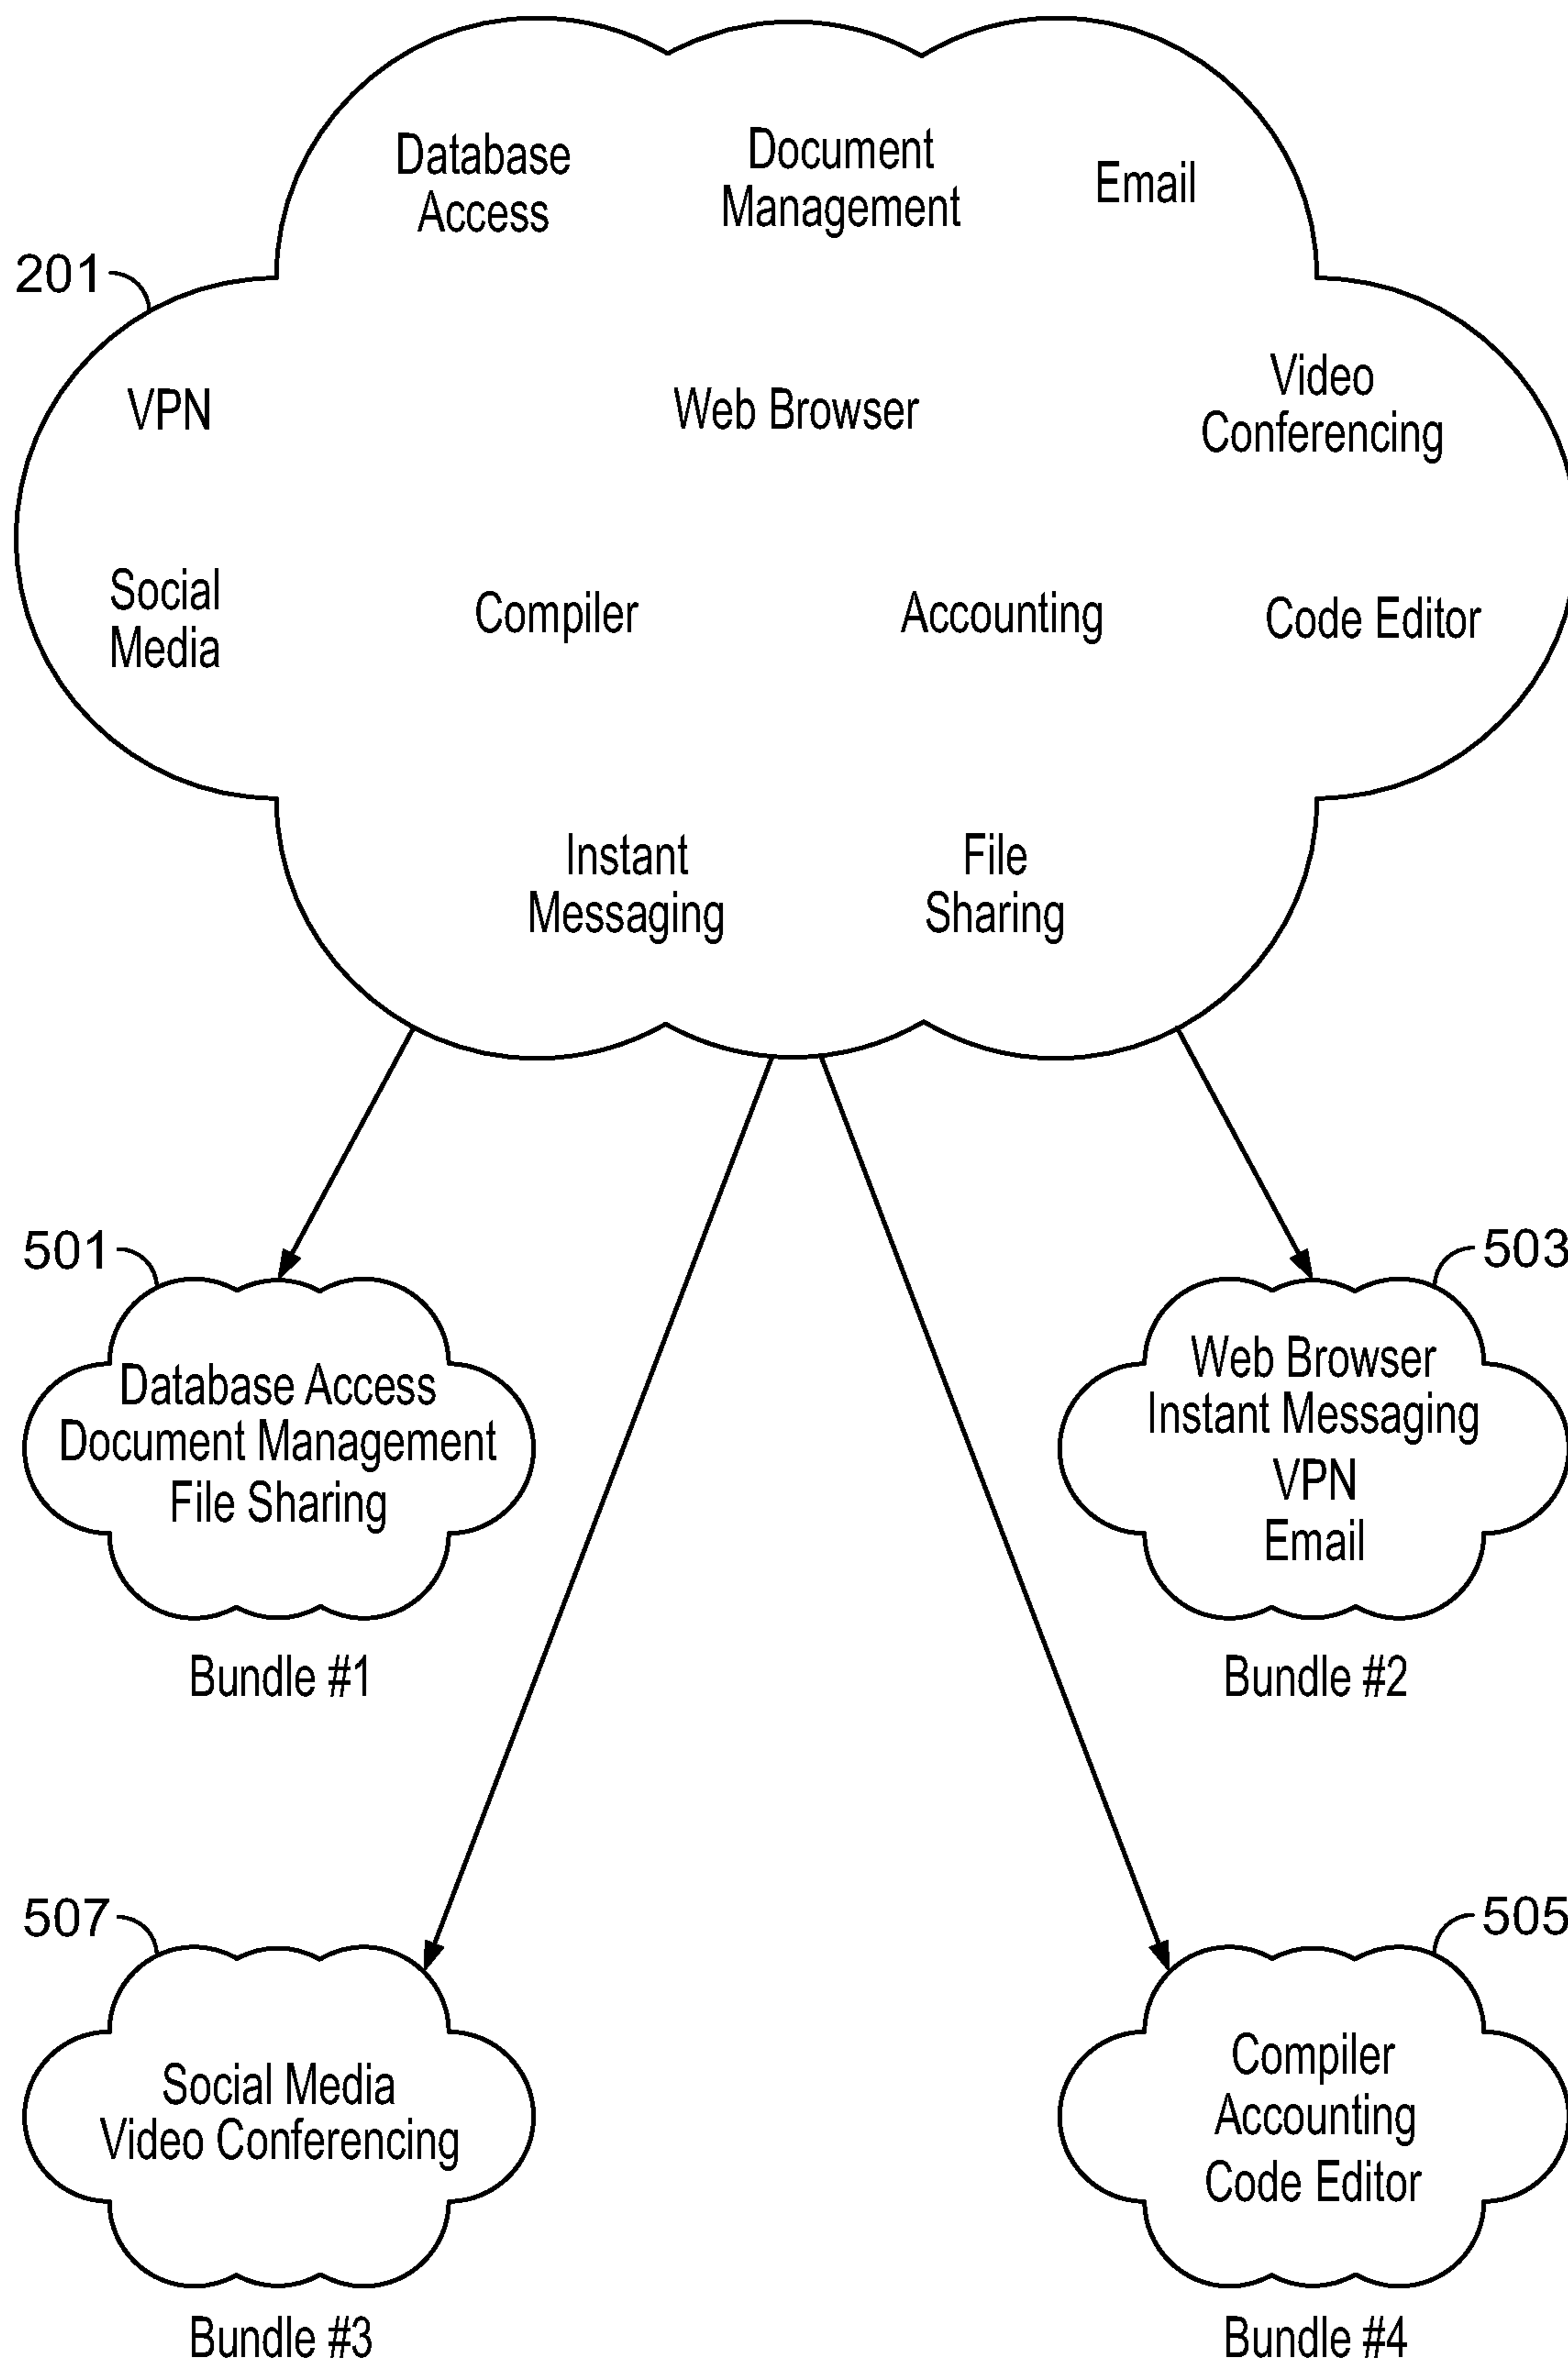 Database
Access
Document
Management
Email
201
VPN
Web Browser
Video
Conferencing
Social
Media
Compiler
Accounting
Code Editor
Instant
Messaging
File
Sharing
501
Database Access
Document Management
File Sharing
Bundle #1
503
Web Browser
Instant Messaging
VPN
Email
Bundle #2
507
Social Media
Video Conferencing
Bundle #3
505
Compiler
Accounting
Code Editor
Bundle #4